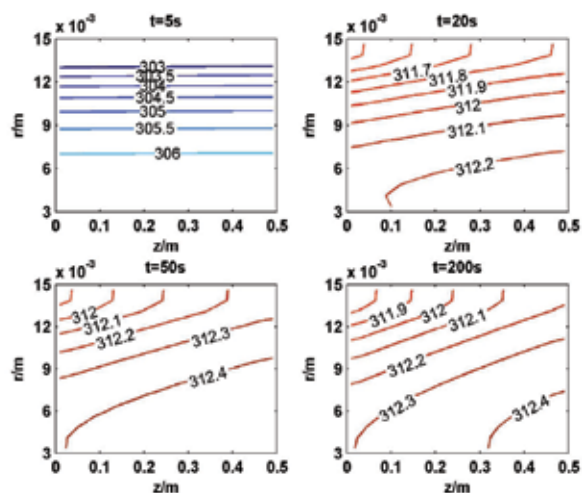 t=5s
x 10⁻³
15
12
9
6
3
r/m
303
303.5
304
304.5
305
305.5
306
0 0.1 0.2 0.3 0.4 0.5
z/m
t=20s
x 10⁻³
15
12
9
6
3
r/m
311.7
311.8
311.9
312
312.1
312.2
0 0.1 0.2 0.3 0.4 0.5
z/m
t=50s
x 10⁻³
15
12
9
6
3
r/m
312
312.1
312.2
312.3
312.4
0 0.1 0.2 0.3 0.4 0.5
z/m
t=200s
x 10⁻³
15
12
9
6
3
r/m
311.9
312
312.1
312.2
312.3
312.4
0 0.1 0.2 0.3 0.4 0.5
z/m